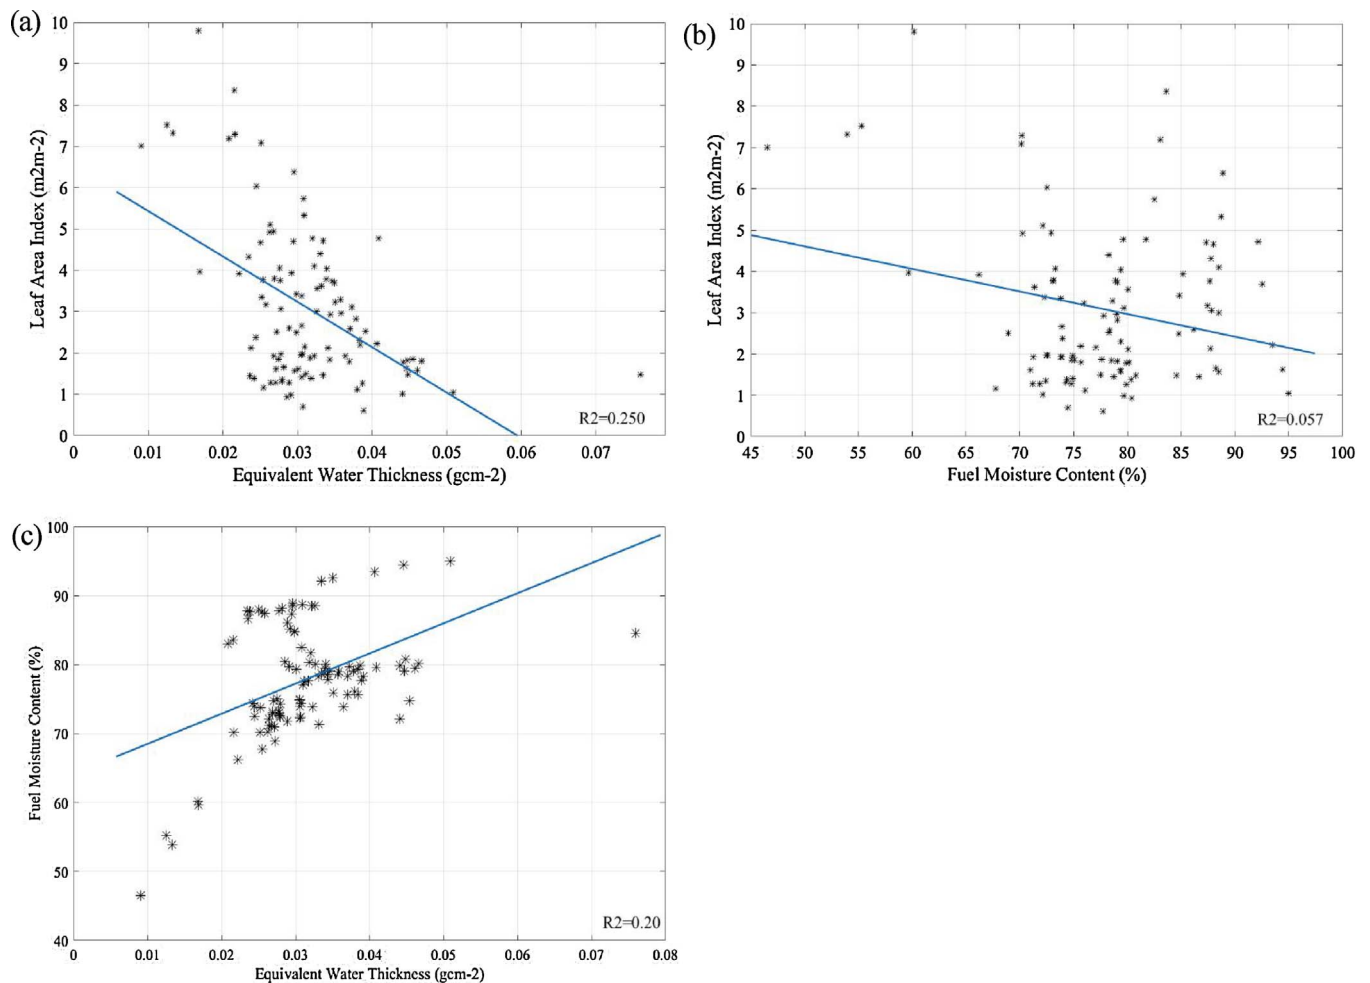 (a)
10
9
8
7
6
5
4
3
2
1
0
Leaf Area Index (m2m-2)
R2=0.250
0 0.01 0.02 0.03 0.04 0.05 0.06 0.07
Equivalent Water Thickness (gcm-2)
(b)
10
9
8
7
6
5
4
3
2
1
0
Leaf Area Index (m2m-2)
R2=0.057
45 50 55 60 65 70 75 80 85 90 95 100
Fuel Moisture Content (%)
(c)
100
90
80
70
60
50
40
Fuel Moisture Content (%)
R2=0.20
0 0.01 0.02 0.03 0.04 0.05 0.06 0.07 0.08
Equivalent Water Thickness (gcm-2)